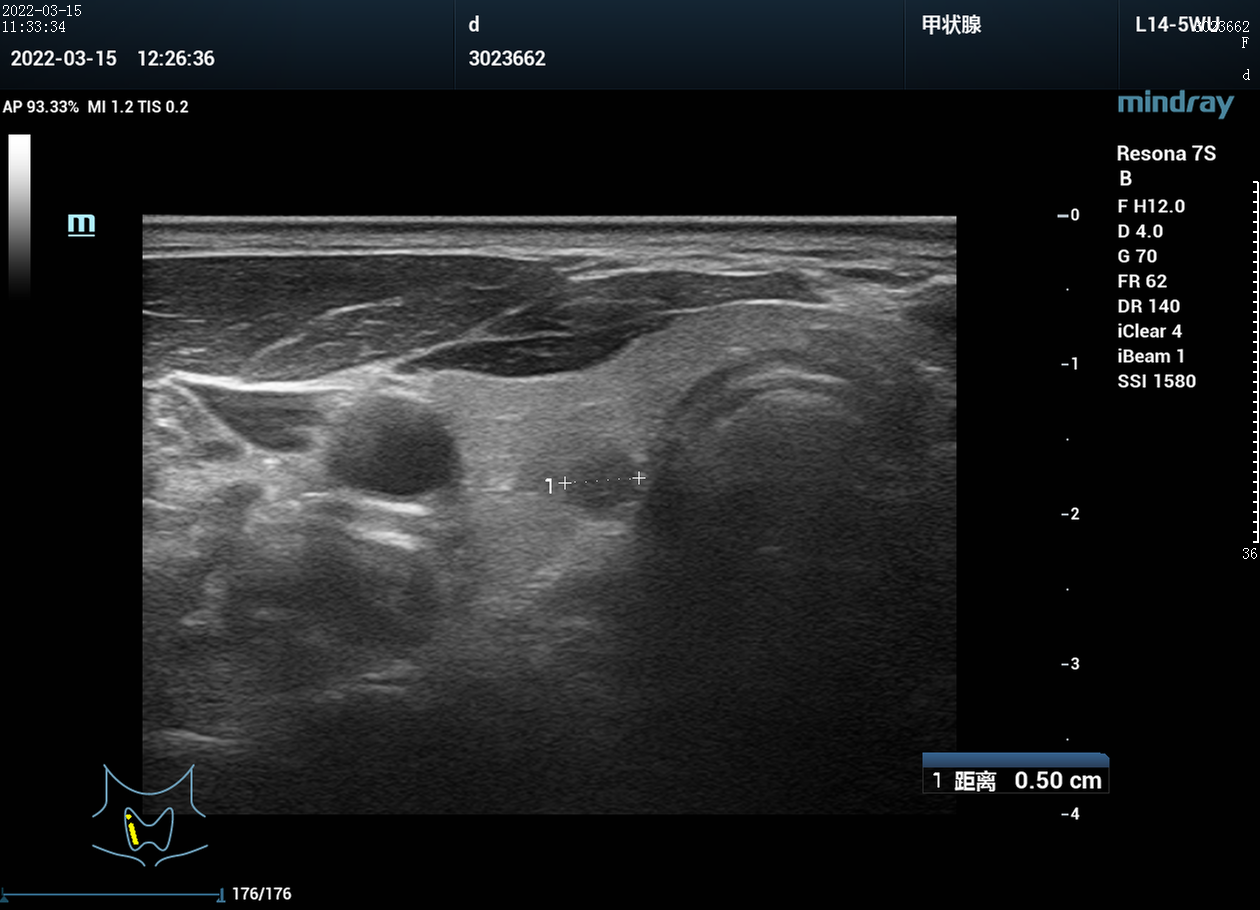 2022-03-15
11:33:34
2022-03-15 12:26:36
d
3023662
甲状腺
L14-5WU
3023662
F
d
AP 93.33% MI 1.2 TIS 0.2
mindray
Resona 7S
B
F H12.0
D 4.0
G 70
FR 62
DR 140
iClear 4
iBeam 1
SSI 1580
m
0
-1
-2
-3
-4
36
1
1 距离 0.50 cm
176/176